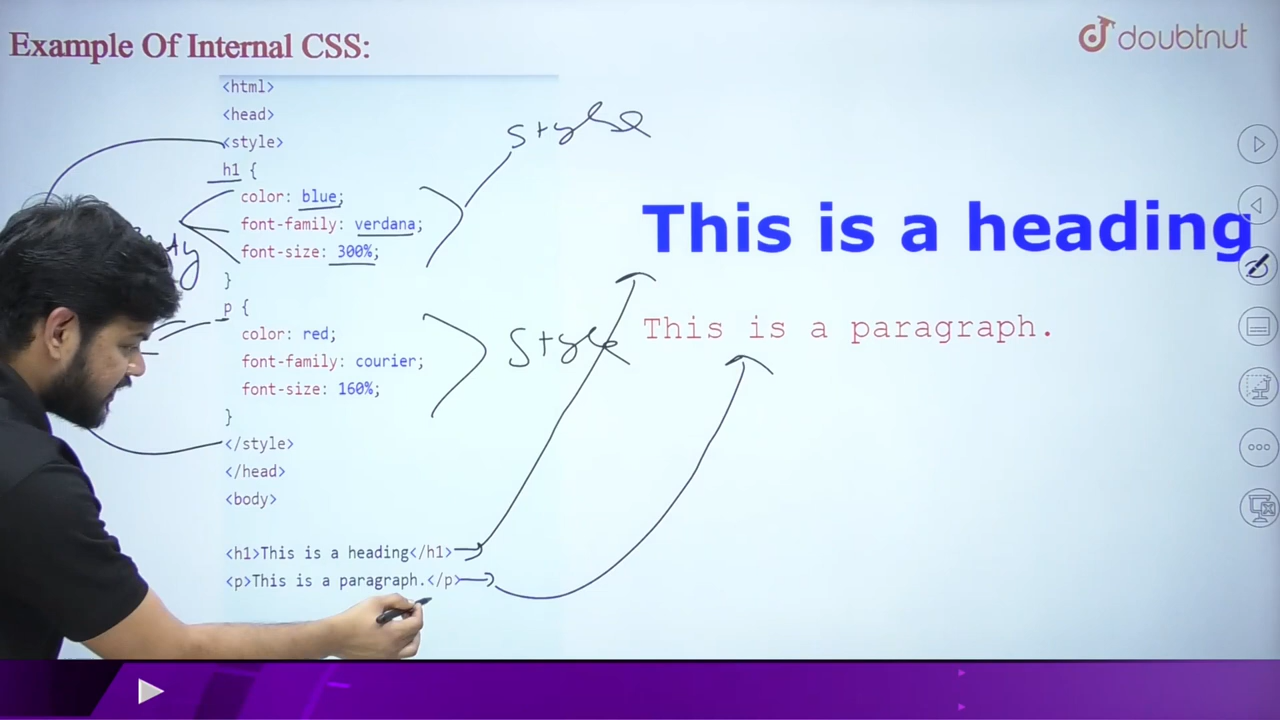 Example Of Internal CSS:
doubtnut
<html>
<head>
<style>
h1 {
color: blue;
font-family: verdana;
font-size: 300%;
}
p {
color: red;
font-family: courier;
font-size: 160%;
}
</style>
</head>
<body>
<h1>This is a heading</h1>
<p>This is a paragraph.</p>
Style
Style
This is a heading
This is a paragraph.